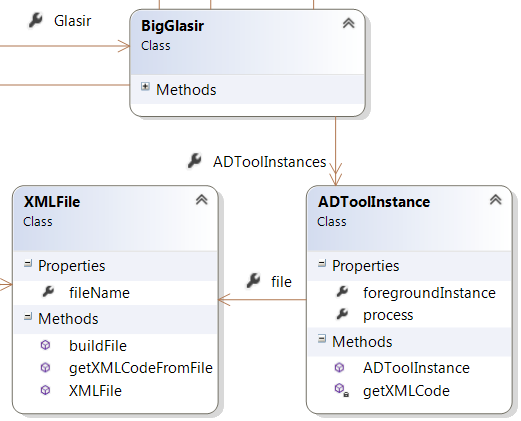 Glasir
BigGlasir
Class
Methods
ADToolInstances
XMLFile
Class
Properties
fileName
Methods
buildFile
getXMLCodeFromFile
XMLFile
file
ADToolInstance
Class
Properties
foregroundInstance
process
Methods
ADToolInstance
getXMLCode